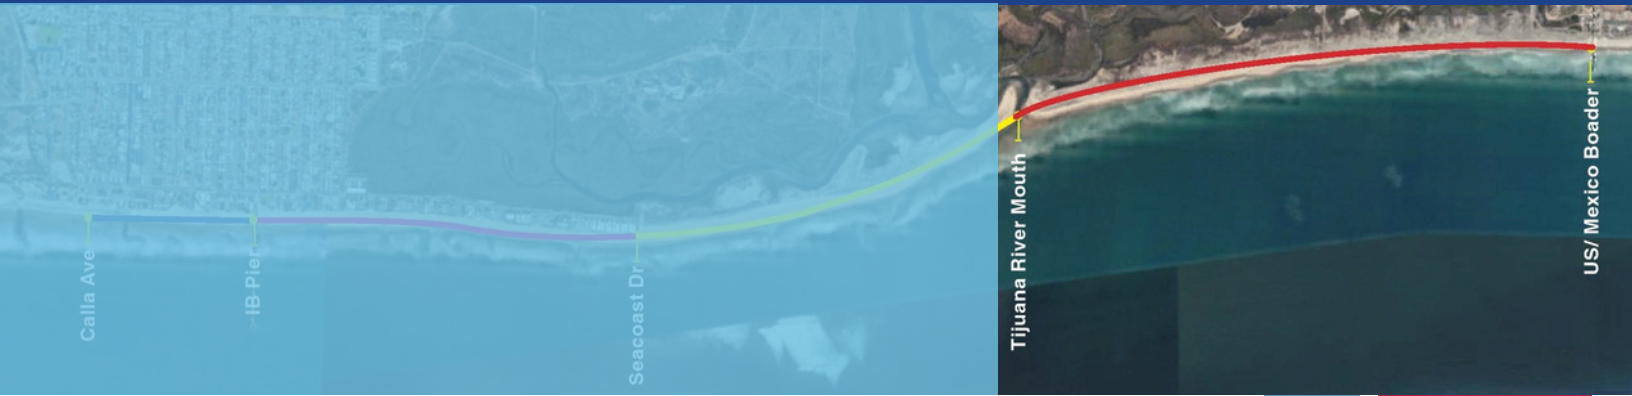 Calla Ave
IB Pier
Seacoast Dr
Tijuana River Mouth
US/ Mexico Boader